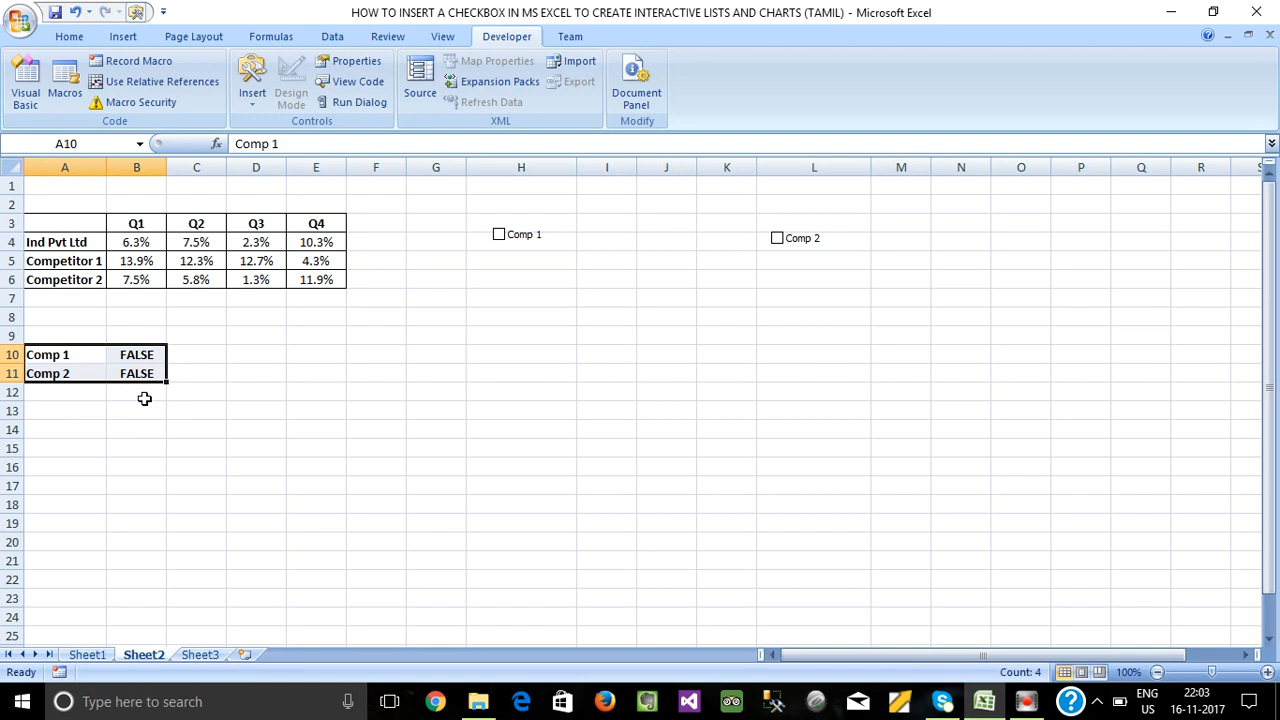 HOW TO INSERT A CHECKBOX IN MS EXCEL TO CREATE INTERACTIVE LISTS AND CHARTS (TAMIL) - Microsoft Excel
Home Insert Page Layout Formulas Data Review View Developer Team
Visual Basic
Macros
Record Macro
Use Relative References
Macro Security
Code
Insert
Design Mode
Properties
View Code
Run Dialog
Controls
Source
Map Properties
Expansion Packs
Refresh Data
Import
Export
XML
Document Panel
Modify
A10 fx Comp 1
A B C D E F G H I J K L M N O P Q R S
1
2
3 Q1 Q2 Q3 Q4
4 Ind Pvt Ltd 6.3% 7.5% 2.3% 10.3% Comp 1 Comp 2
5 Competitor 1 13.9% 12.3% 12.7% 4.3%
6 Competitor 2 7.5% 5.8% 1.3% 11.9%
7
8
9
10 Comp 1 FALSE
11 Comp 2 FALSE
12
13
14
15
16
17
18
19
20
21
22
23
24
25
Sheet1 Sheet2 Sheet3
Ready Count: 4 100%
Type here to search ENG US 22:03 16-11-2017